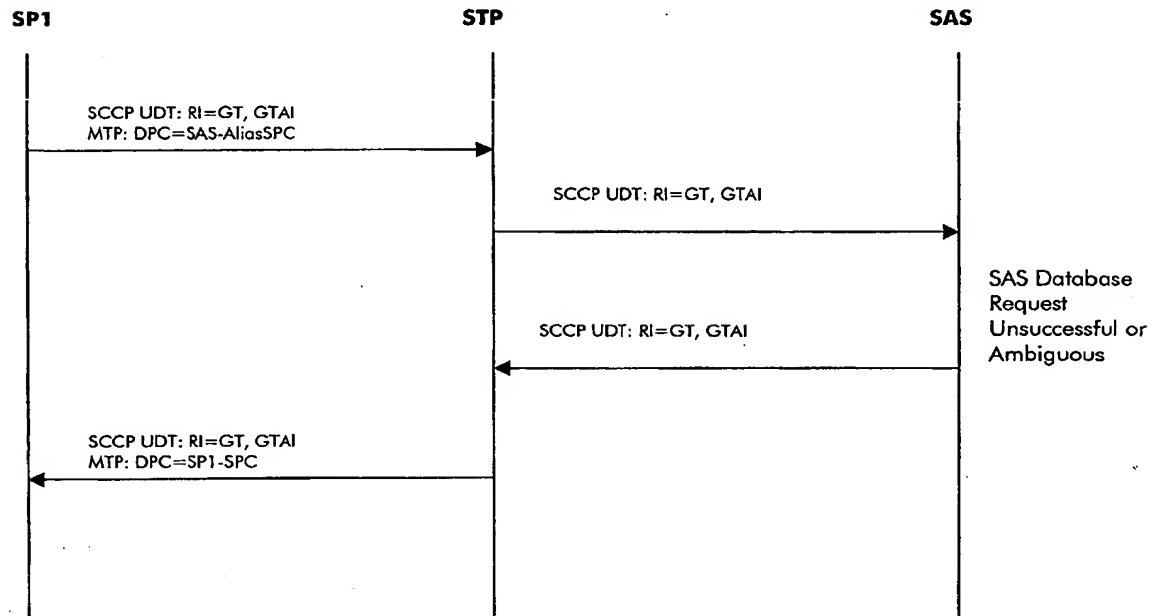 SP1
STP
SAS
SCCP UDT: RI=GT, GTAI
MTP: DPC=SAS-AliasSPC
SCCP UDT: RI=GT, GTAI
SAS Database
Request
Unsuccessful or
Ambiguous
SCCP UDT: RI=GT, GTAI
SCCP UDT: RI=GT, GTAI
MTP: DPC=SP1-SPC